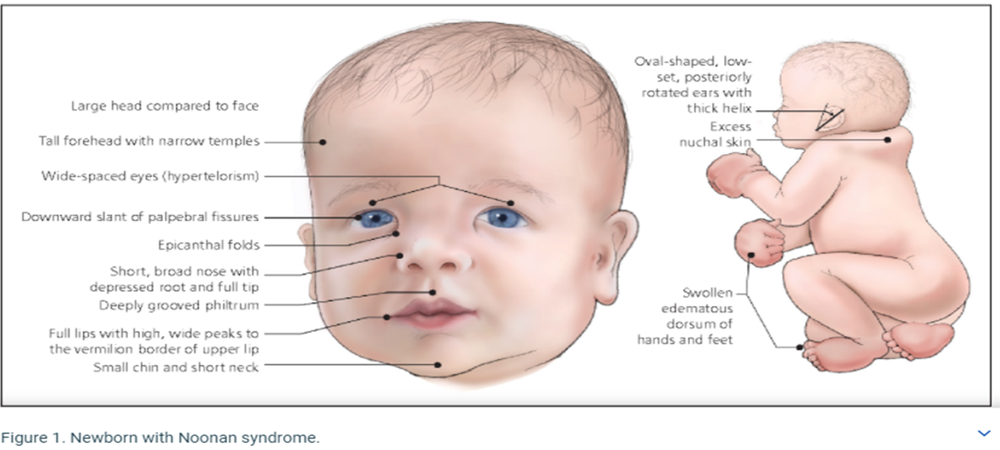 Large head compared to face
Tall forehead with narrow temples
Wide-spaced eyes (hypertelorism)
Downward slant of palpebral fissures
Epicanthal folds
Short, broad nose with
depressed root and full tip
Deeply grooved philtrum
Full lips with high, wide peaks to
the vermilion border of upper lip
Small chin and short neck
Oval-shaped, low-
set, posteriorly
rotated ears with
thick helix
Excess
nuchal skin
Swollen
edematous
dorsum of
hands and feet
Figure 1. Newborn with Noonan syndrome.